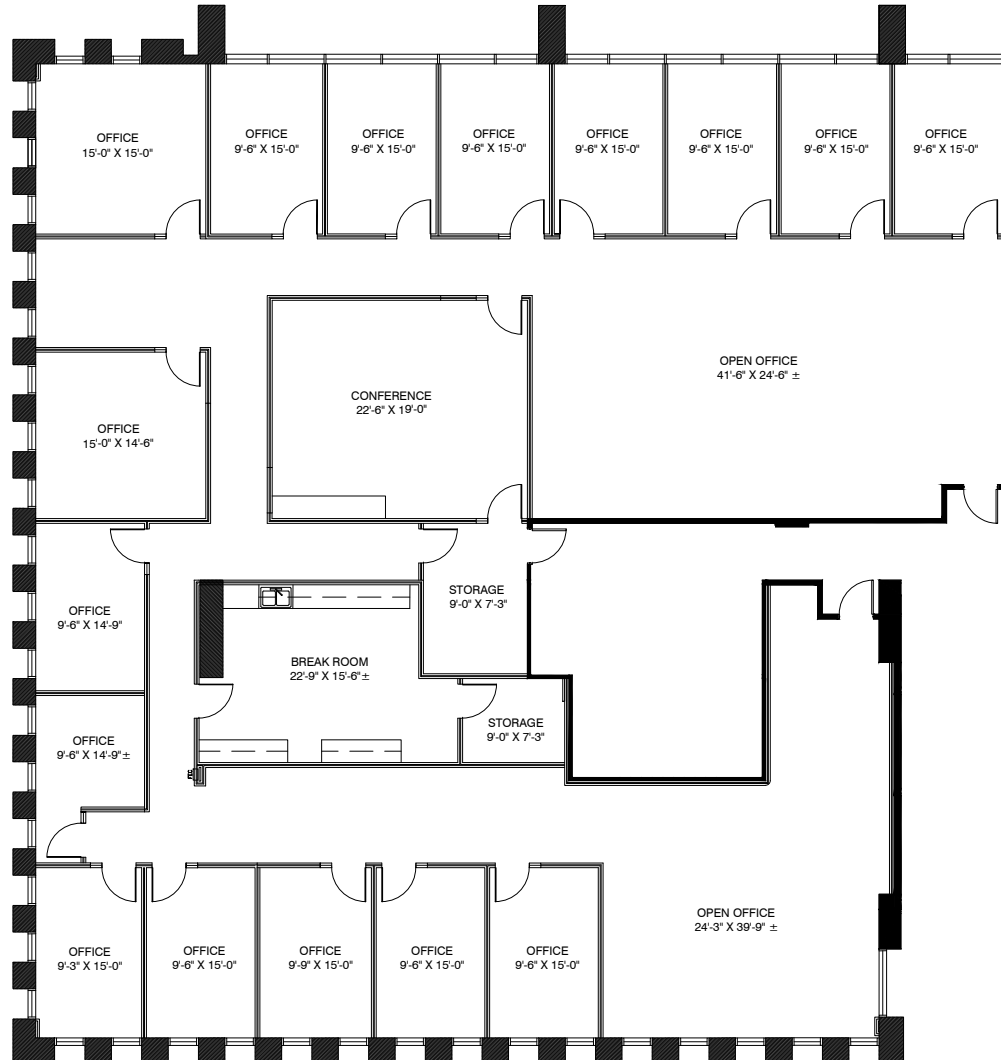 OFFICE
15'-0" X 15'-0"
OFFICE
9'-6" X 15'-0"
OFFICE
9'-6" X 15'-0"
OFFICE
9'-6" X 15'-0"
OFFICE
9'-6" X 15'-0"
OFFICE
9'-6" X 15'-0"
OFFICE
9'-6" X 15'-0"
OFFICE
9'-6" X 15'-0"
OPEN OFFICE
41'-6" X 24'-6" ±
CONFERENCE
22'-6" X 19'-0"
OFFICE
15'-0" X 14'-6"
STORAGE
9'-0" X 7'-3"
OFFICE
9'-6" X 14'-9"
BREAK ROOM
22'-9" X 15'-6"±
STORAGE
9'-0" X 7'-3"
OFFICE
9'-6" X 14'-9"±
OPEN OFFICE
24'-3" X 39'-9" ±
OFFICE
9'-3" X 15'-0"
OFFICE
9'-6" X 15'-0"
OFFICE
9'-9" X 15'-0"
OFFICE
9'-6" X 15'-0"
OFFICE
9'-6" X 15'-0"